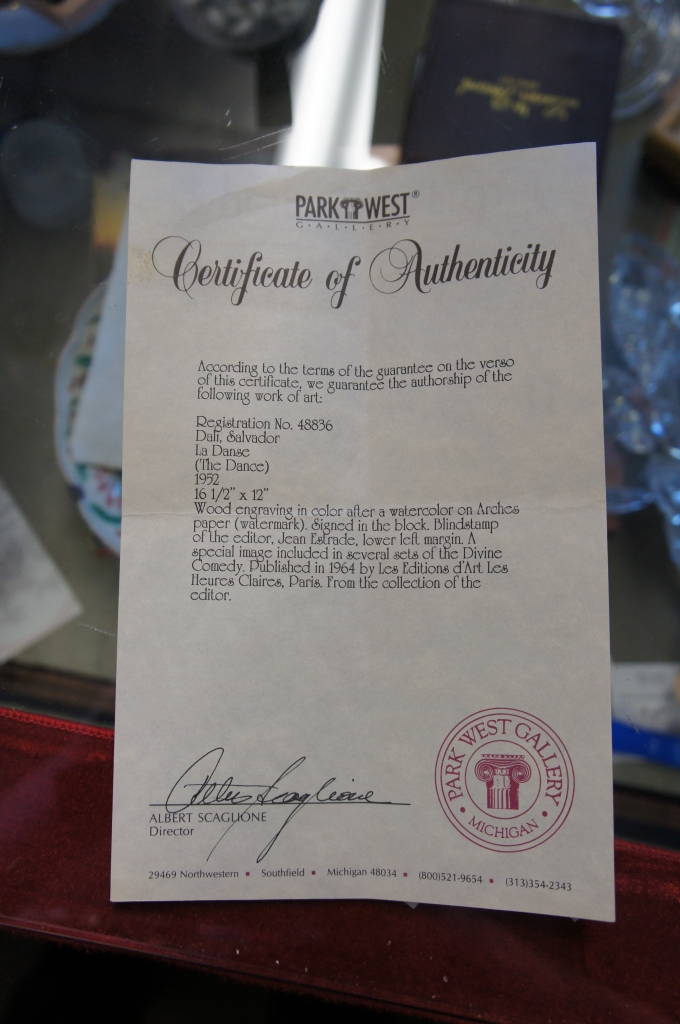 PARK WEST®
G·A·L·L·E·R·Y
Certificate of Authenticity
According to the terms of the guarantee on the verso
of this certificate, we guarantee the authorship of the
following work of art:
Registration No. 48836
Dali, Salvador
La Danse
(The Dance)
1952
16 1/2" x 12"
Wood engraving in color after a watercolor on Arches
paper (watermark). Signed in the block. Blindstamp
of the editor, Jean Estrade, lower left margin. A
special image included in several sets of the Divine
Comedy. Published in 1964 by Les Editions d'Art Les
Heures Claires, Paris. From the collection of the
editor.
Albert Scaglione
ALBERT SCAGLIONE
Director
PARK WEST GALLERY
• MICHIGAN •
29469 Northwestern ▪ Southfield ▪ Michigan 48034 ▪ (800)521-9654 ▪ (313)354-2343